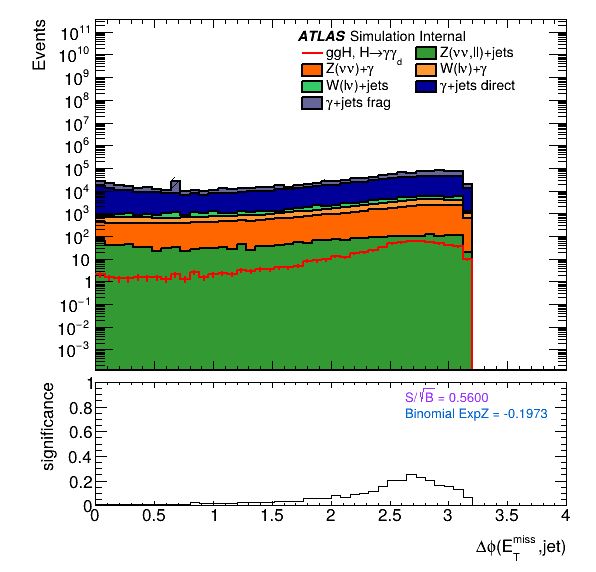 ATLAS Simulation Internal
ggH, H→γγ_d
Z(νν,ll)+jets
Z(νν)+γ
W(lν)+γ
W(lν)+jets
γ+jets direct
γ+jets frag
Events
10^11
10^10
10^9
10^8
10^7
10^6
10^5
10^4
10^3
10^2
10
1
10^−1
10^−2
10^−3
significance
1
0.8
0.6
0.4
0.2
0
S/√B = 0.5600
Binomial ExpZ = -0.1973
0 0.5 1 1.5 2 2.5 3 3.5 4
Δϕ(E_T^miss,jet)